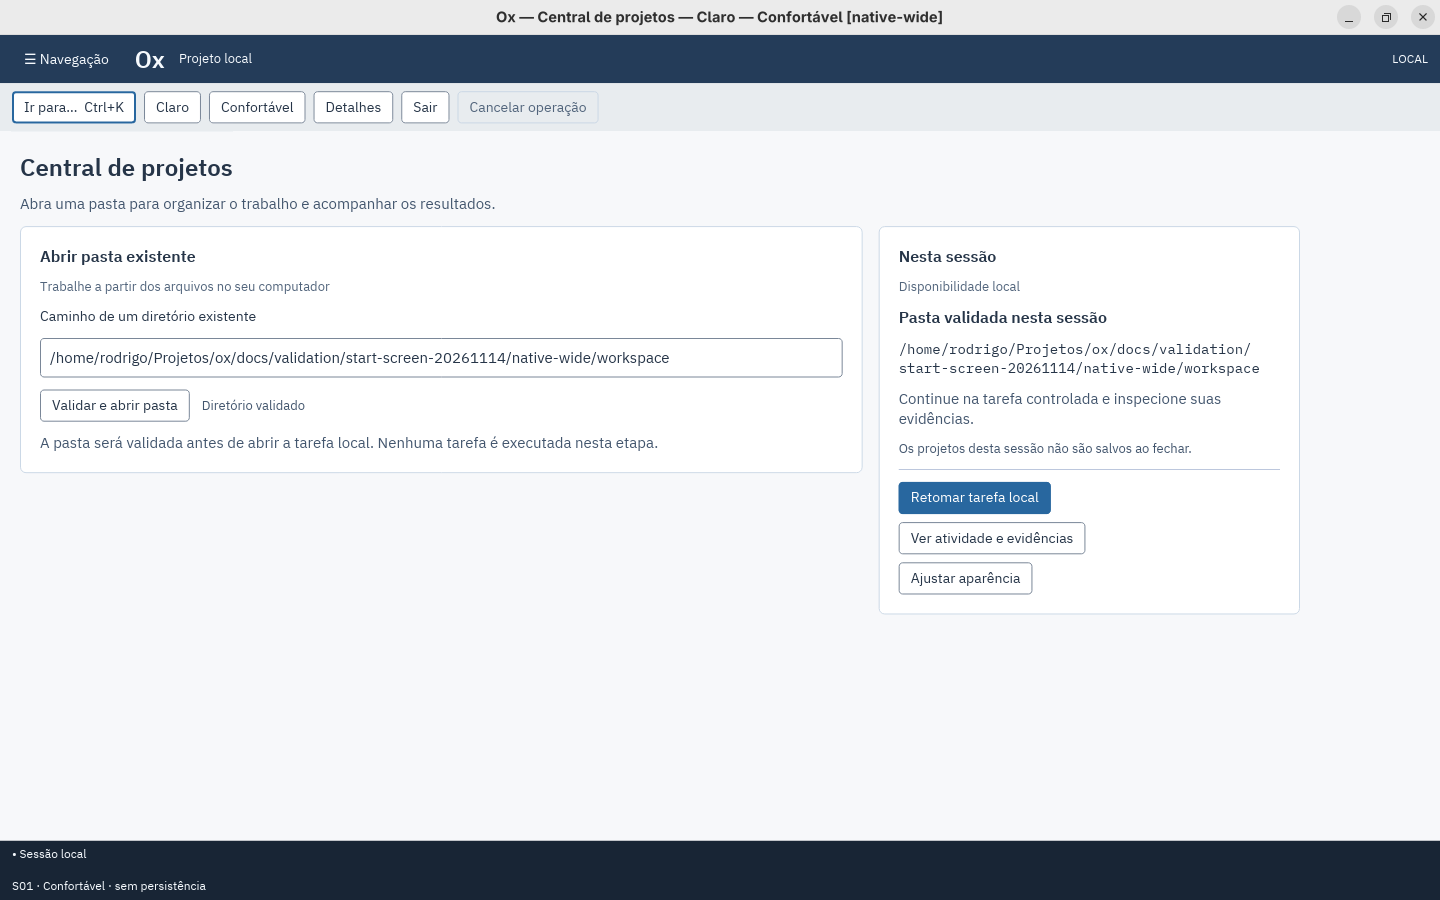 Ox — Central de projetos — Claro — Confortável [native-wide]
☰ Navegação Ox Projeto local LOCAL
Ir para... Ctrl+K Claro Confortável Detalhes Sair Cancelar operação
Central de projetos
Abra uma pasta para organizar o trabalho e acompanhar os resultados.
Abrir pasta existente
Trabalhe a partir dos arquivos no seu computador
Caminho de um diretório existente
/home/rodrigo/Projetos/ox/docs/validation/start-screen-20261114/native-wide/workspace
Validar e abrir pasta Diretório validado
A pasta será validada antes de abrir a tarefa local. Nenhuma tarefa é executada nesta etapa.
Nesta sessão
Disponibilidade local
Pasta validada nesta sessão
/home/rodrigo/Projetos/ox/docs/validation/
start-screen-20261114/native-wide/workspace
Continue na tarefa controlada e inspecione suas
evidências.
Os projetos desta sessão não são salvos ao fechar.
Retomar tarefa local
Ver atividade e evidências
Ajustar aparência
• Sessão local
S01 · Confortável · sem persistência